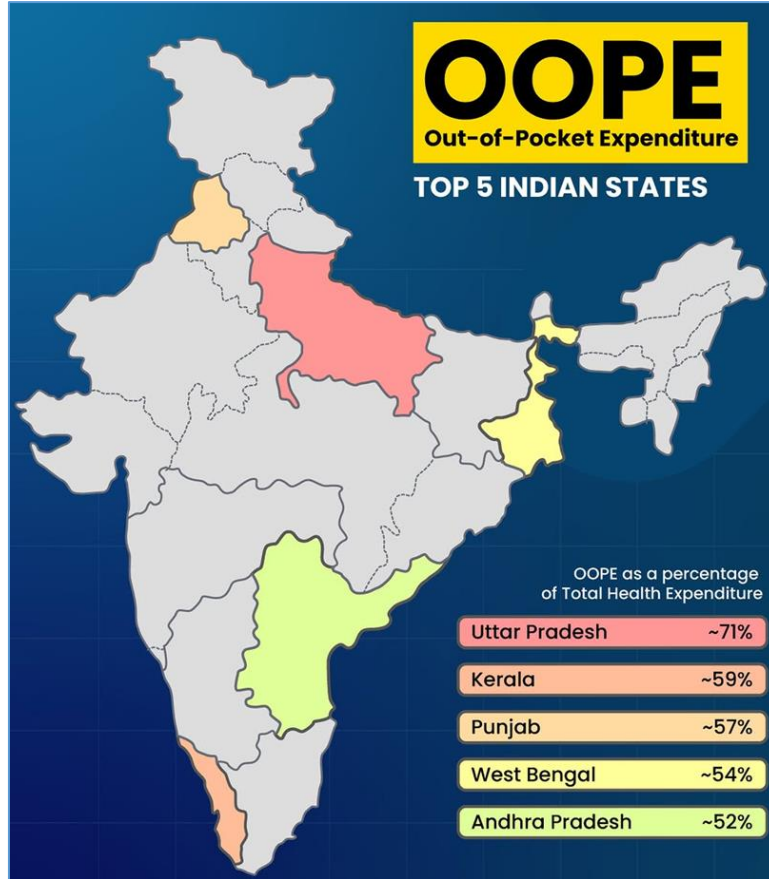 OOPE
Out-of-Pocket Expenditure
TOP 5 INDIAN STATES
OOPE as a percentage
of Total Health Expenditure
Uttar Pradesh ~71%
Kerala ~59%
Punjab ~57%
West Bengal ~54%
Andhra Pradesh ~52%